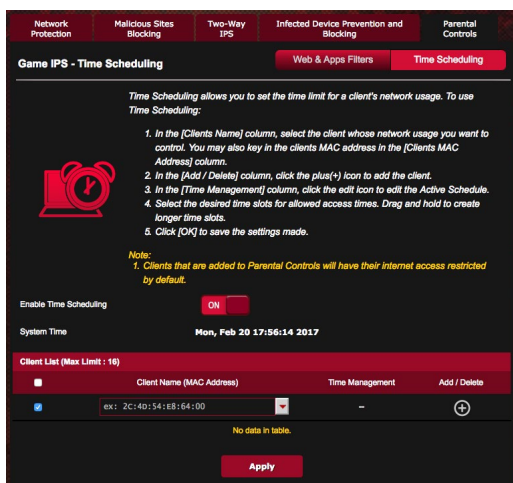 Network Protection
Malicious Sites Blocking
Two-Way IPS
Infected Device Prevention and Blocking
Parental Controls
Game IPS - Time Scheduling
Web & Apps Filters
Time Scheduling
Time Scheduling allows you to set the time limit for a client's network usage. To use
Time Scheduling:
1. In the [Clients Name] column, select the client whose network usage you want to
control. You may also key in the clients MAC address in the [Clients MAC
Address] column.
2. In the [Add / Delete] column, click the plus(+) icon to add the client.
3. In the [Time Management] column, click the edit icon to edit the Active Schedule.
4. Select the desired time slots for allowed access times. Drag and hold to create
longer time slots.
5. Click [OK] to save the settings made.
Note:
1. Clients that are added to Parental Controls will have their internet access restricted
by default.
Enable Time Scheduling
ON
System Time
Mon, Feb 20 17:56:14 2017
Client List (Max Limit : 16)
Client Name (MAC Address)
Time Management
Add / Delete
ex: 2C:4D:54:E8:64:00
–
No data in table.
Apply